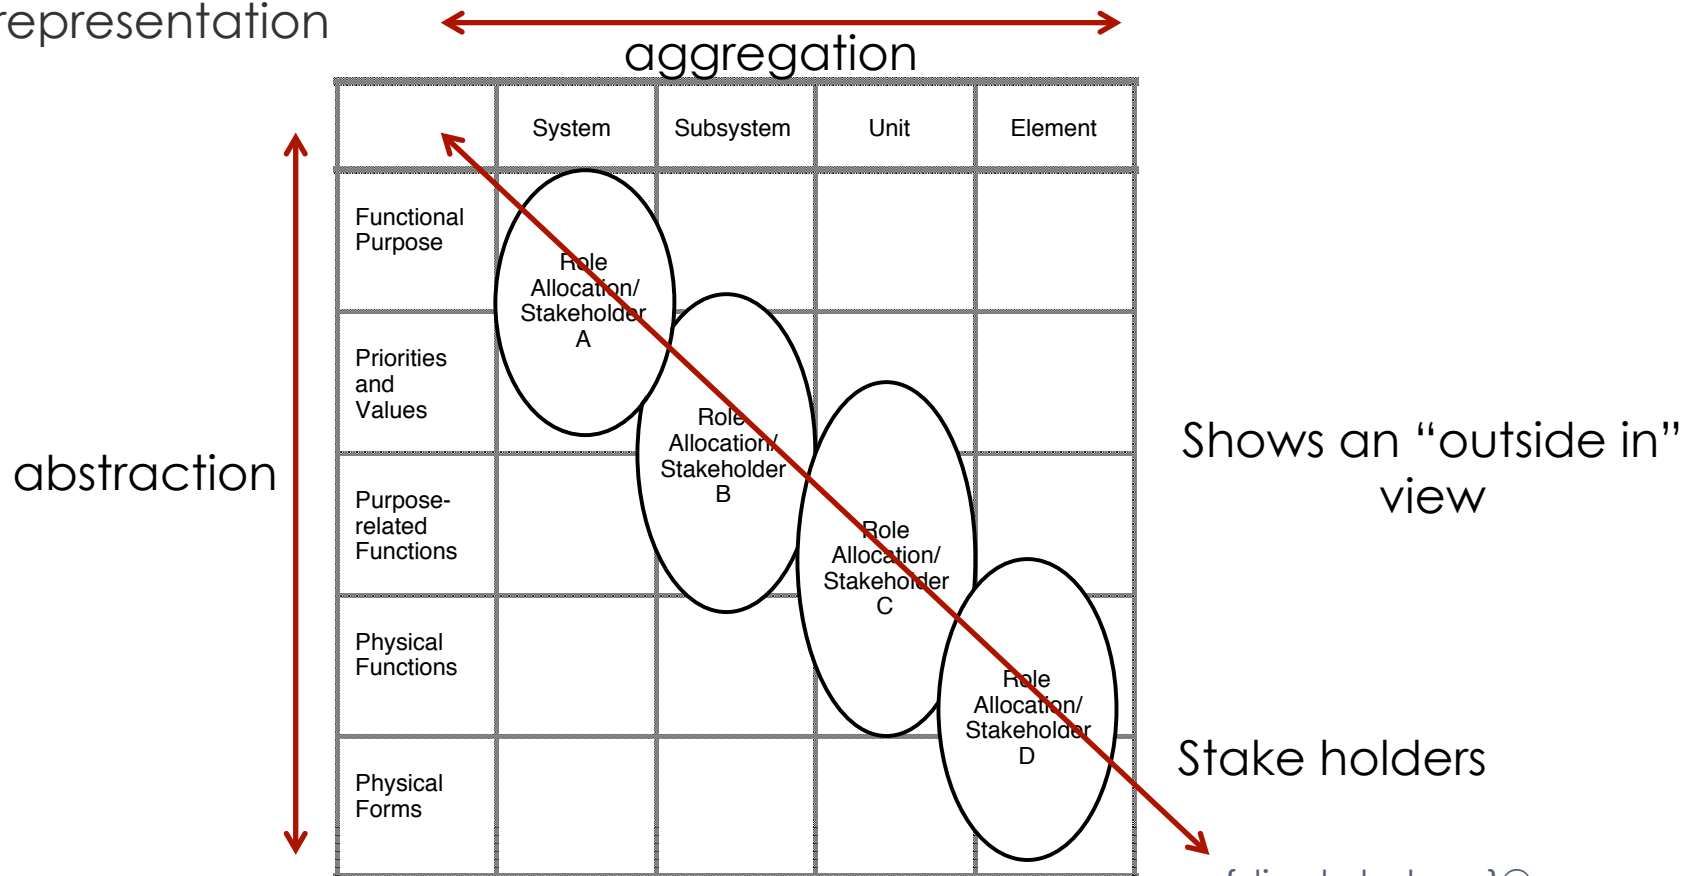 representation
aggregation
System
Subsystem
Unit
Element
Functional
Purpose
Role
Allocation/
Stakeholder
A
Priorities
and
Values
Role
Allocation/
Stakeholder
B
abstraction
Shows an “outside in”
view
Purpose-
related
Functions
Role
Allocation/
Stakeholder
C
Physical
Functions
Role
Allocation/
Stakeholder
D
Stake holders
Physical
Forms